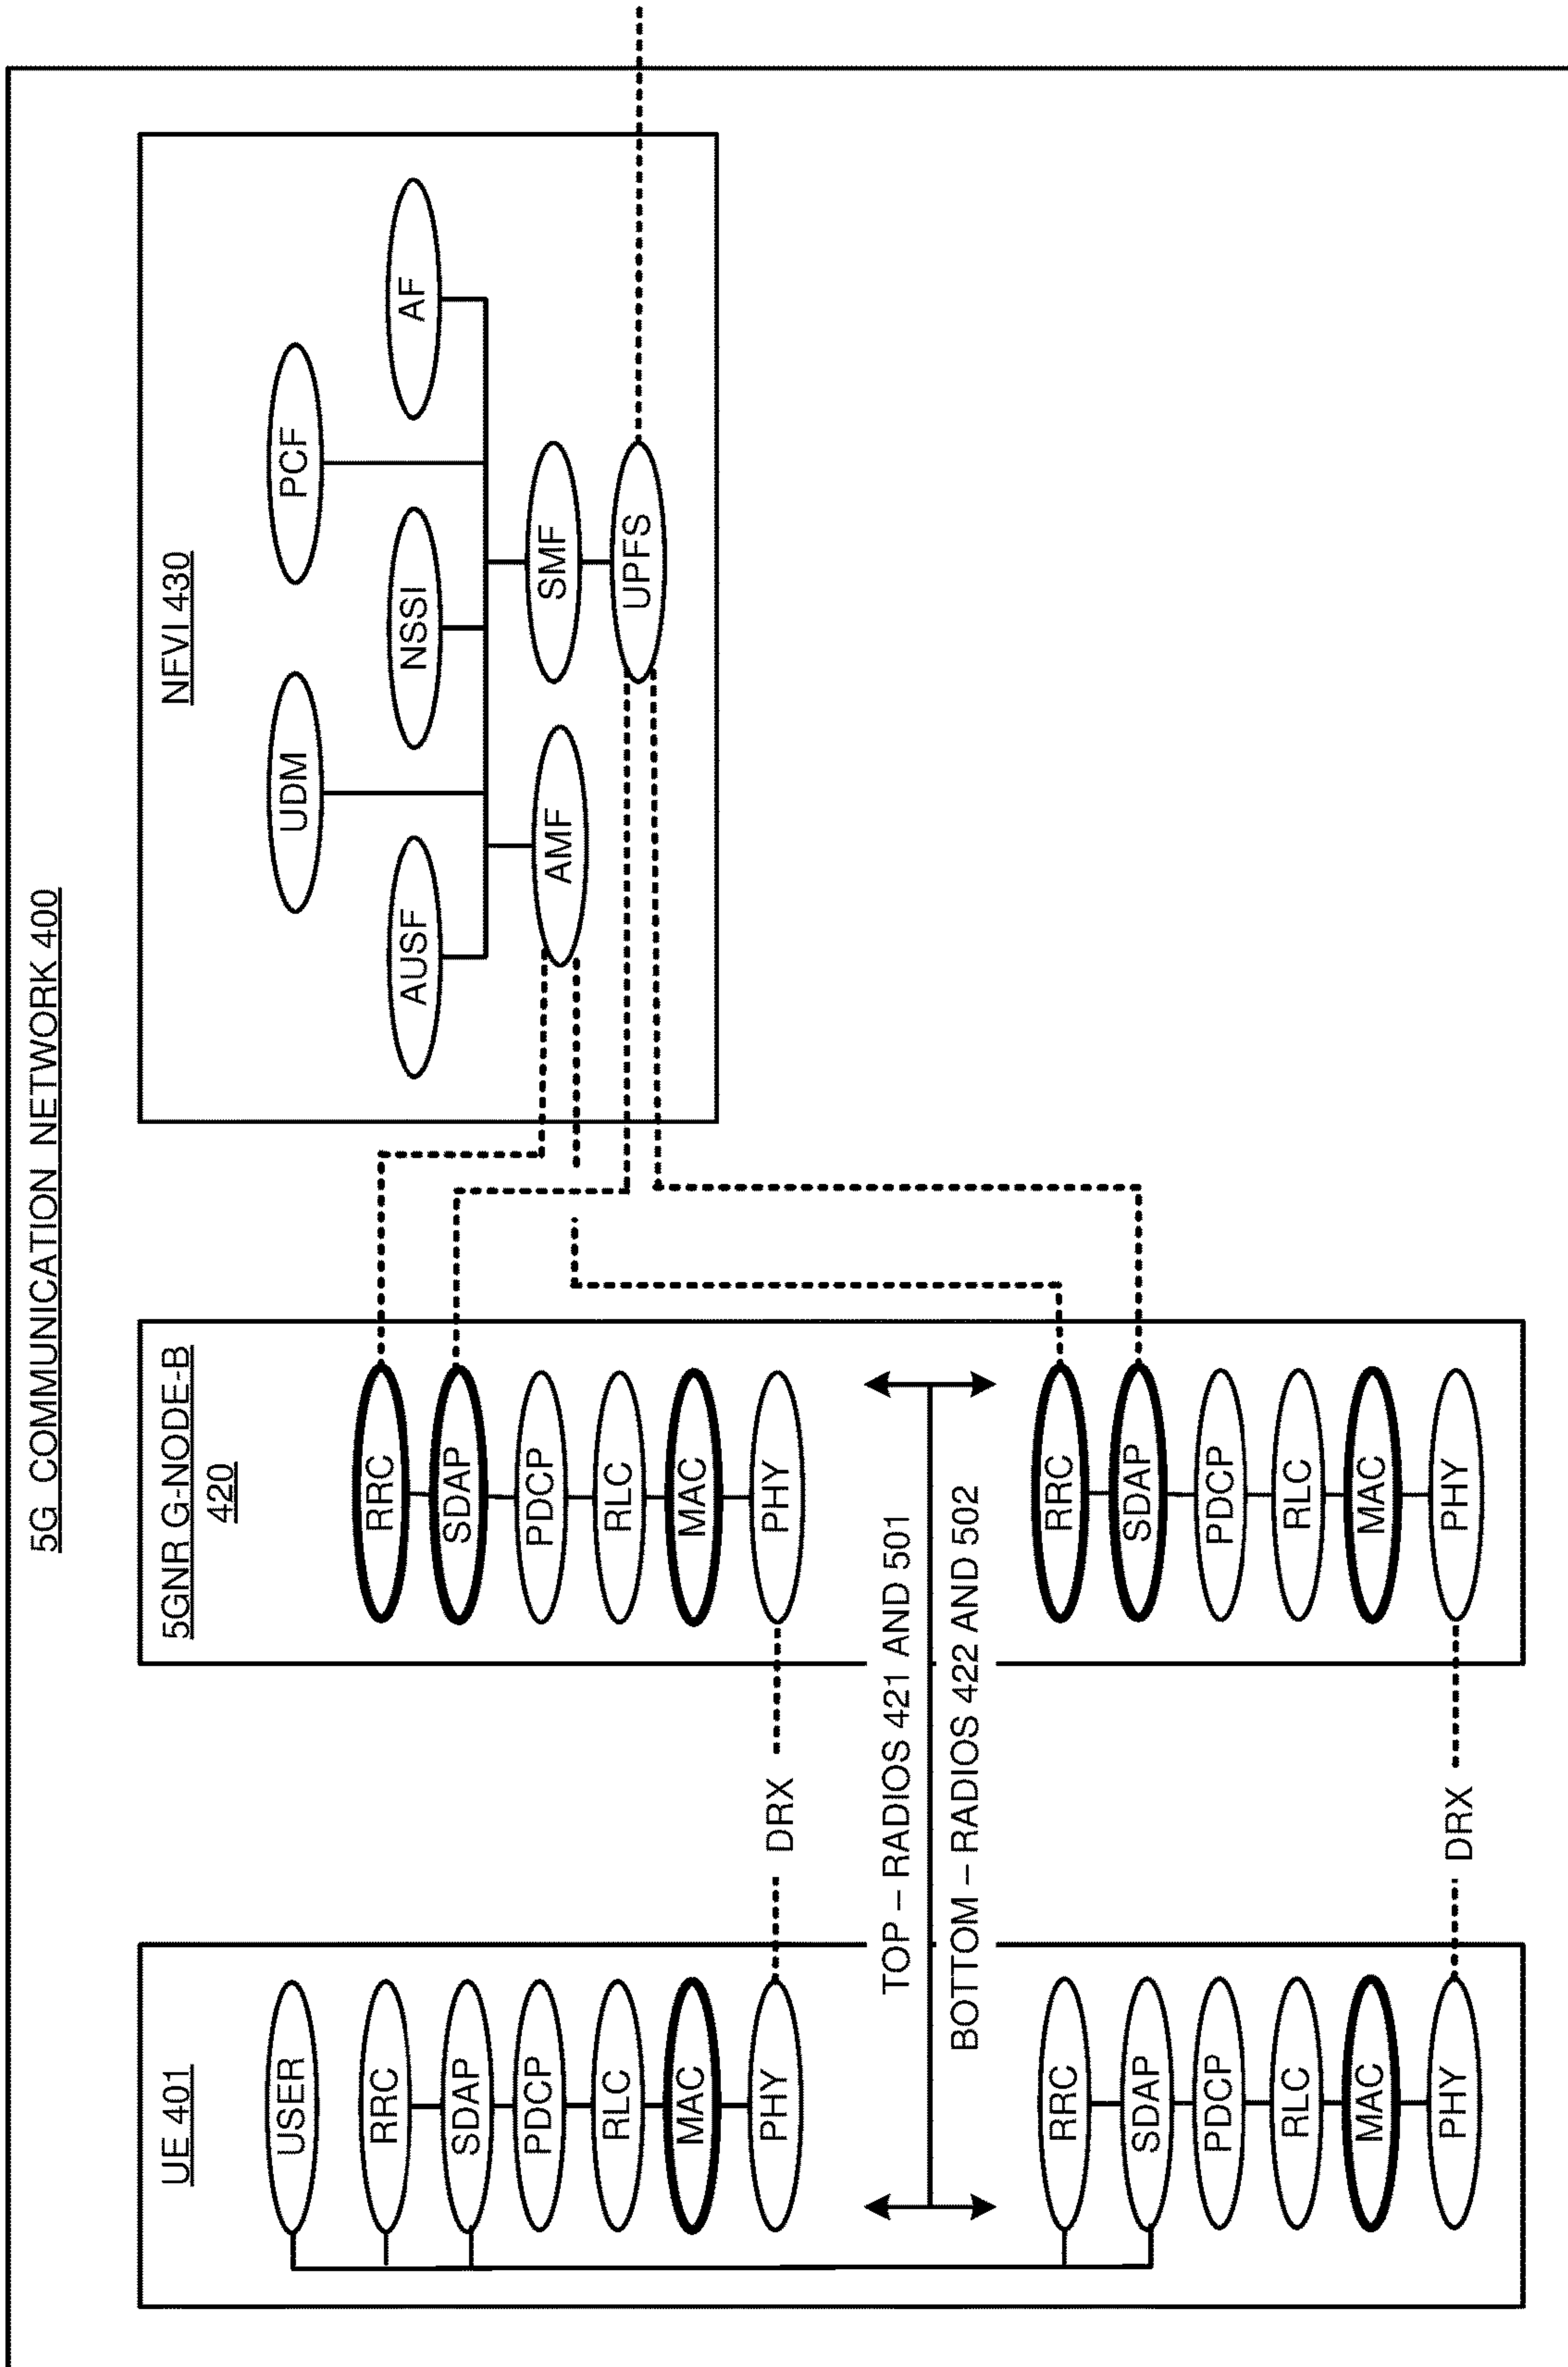 5G COMMUNICATION NETWORK 400
UE 401
USER
RRC
SDAP
PDCP
RLC
MAC
PHY
RRC
SDAP
PDCP
RLC
MAC
PHY
DRX
TOP – RADIOS 421 AND 501
BOTTOM – RADIOS 422 AND 502
DRX
5GNR G-NODE-B
420
RRC
SDAP
PDCP
RLC
MAC
PHY
RRC
SDAP
PDCP
RLC
MAC
PHY
NFVI 430
UDM
PCF
AUSF
NSSI
AF
AMF
SMF
UPFS